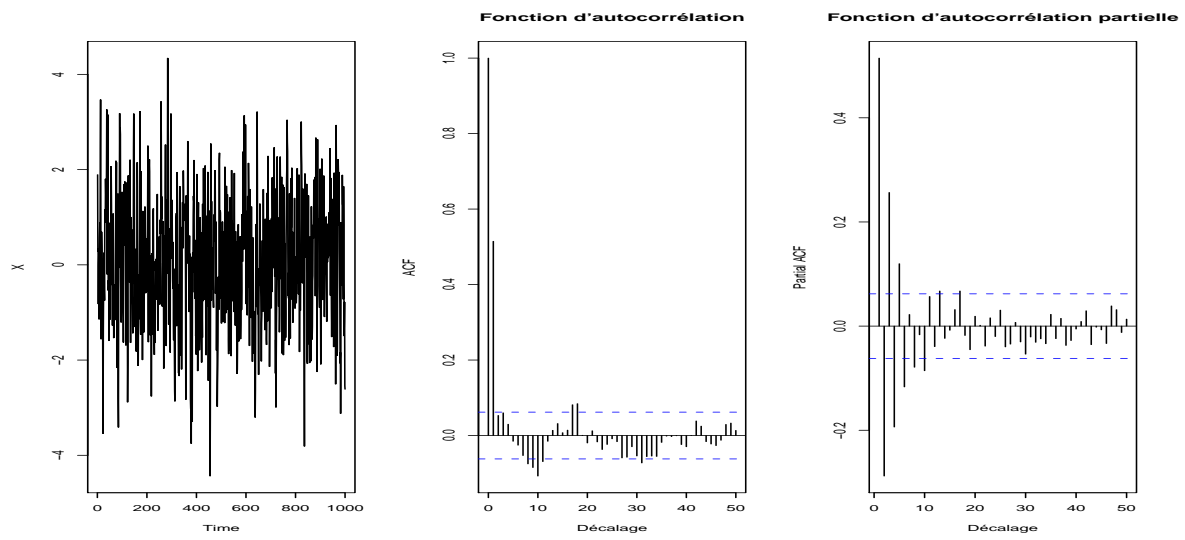 Fonction d'autocorrélation
Fonction d'autocorrélation partielle
X
4
2
0
-2
-4
0 200 400 600 800 1000
Time
ACF
1.0
0.8
0.6
0.4
0.2
0.0
0 10 20 30 40 50
Décalage
Partial ACF
0.4
0.2
0.0
-0.2
0 10 20 30 40 50
Décalage